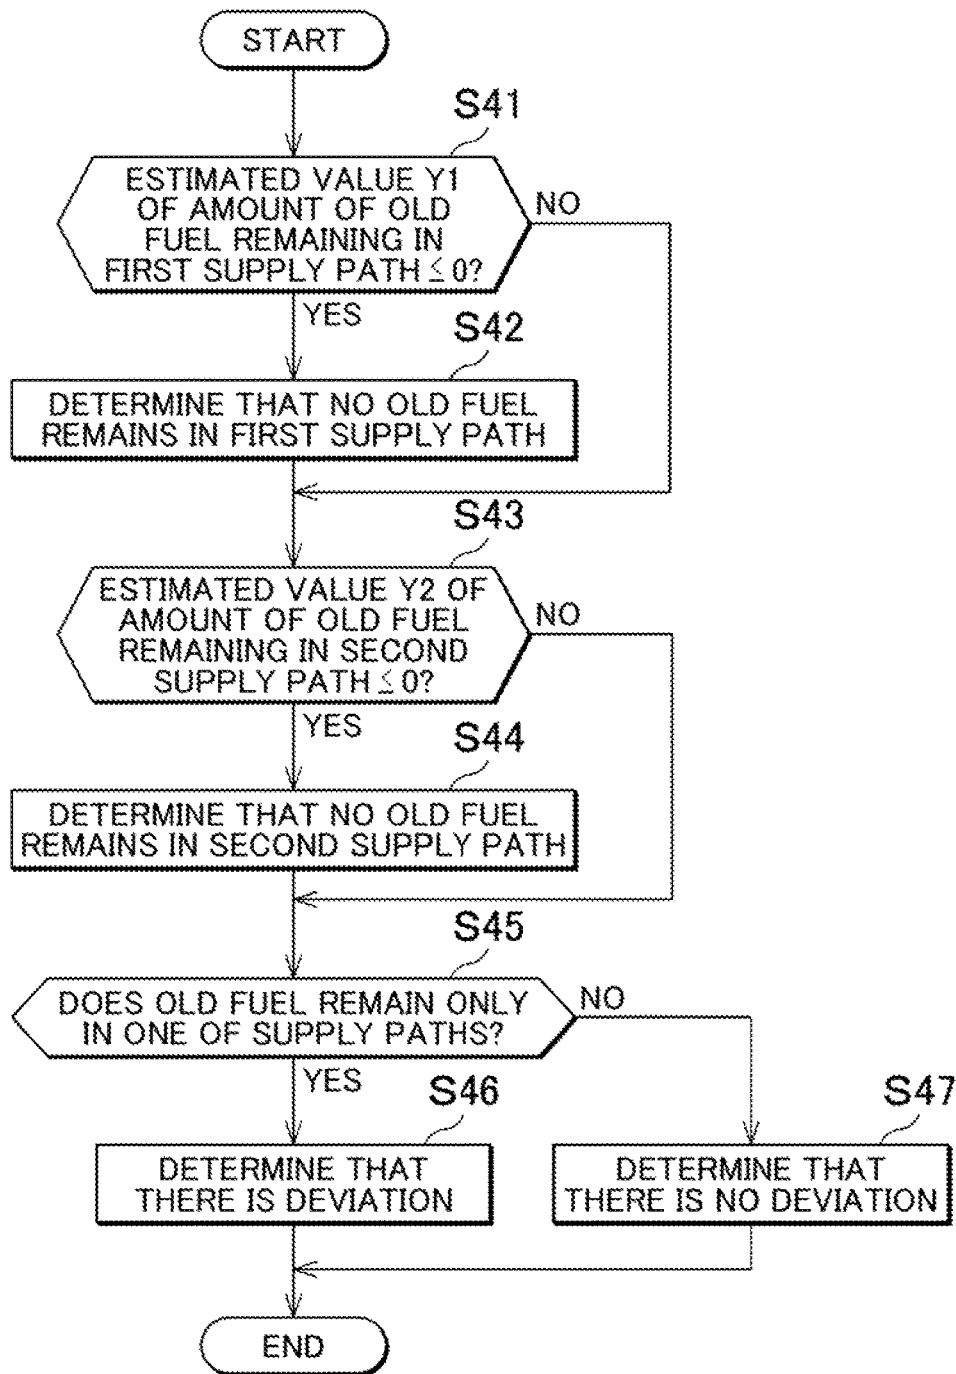 START
S41
ESTIMATED VALUE Y1
OF AMOUNT OF OLD
FUEL REMAINING IN
FIRST SUPPLY PATH ≤ 0?
NO
YES
S42
DETERMINE THAT NO OLD FUEL
REMAINS IN FIRST SUPPLY PATH
S43
ESTIMATED VALUE Y2 OF
AMOUNT OF OLD FUEL
REMAINING IN SECOND
SUPPLY PATH ≤ 0?
NO
YES
S44
DETERMINE THAT NO OLD FUEL
REMAINS IN SECOND SUPPLY PATH
S45
DOES OLD FUEL REMAIN ONLY
IN ONE OF SUPPLY PATHS?
NO
YES
S46
DETERMINE THAT
THERE IS DEVIATION
S47
DETERMINE THAT
THERE IS NO DEVIATION
END